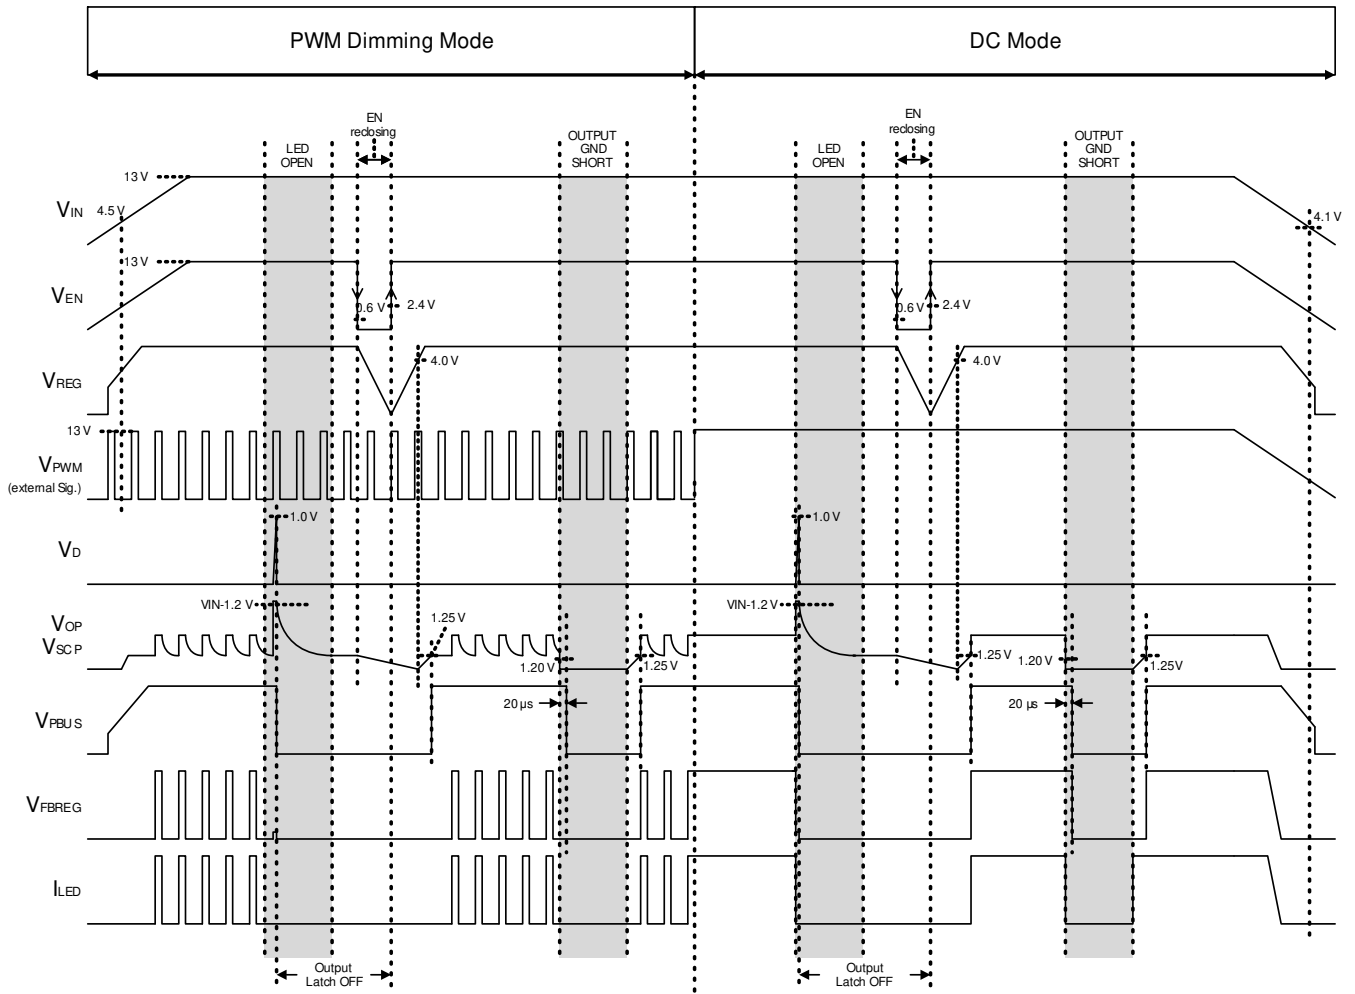 PWM Dimming Mode
DC Mode
EN
reclosing
LED
OPEN
OUTPUT
GND
SHORT
LED
OPEN
EN
reclosing
OUTPUT
GND
SHORT
VIN
13 V
4.5 V
4.1 V
VEN
13 V
0.6 V
2.4 V
0.6 V
2.4 V
VREG
4.0 V
4.0 V
VPWM
(external Sig.)
13 V
VD
1.0 V
1.0 V
VOP
VSCP
VIN-1.2 V
1.25 V
1.20 V
1.25 V
VIN-1.2 V
1.25 V
1.20 V
1.25 V
VPBUS
20 µs
20 µs
VFBREG
ILED
Output
Latch OFF
Output
Latch OFF